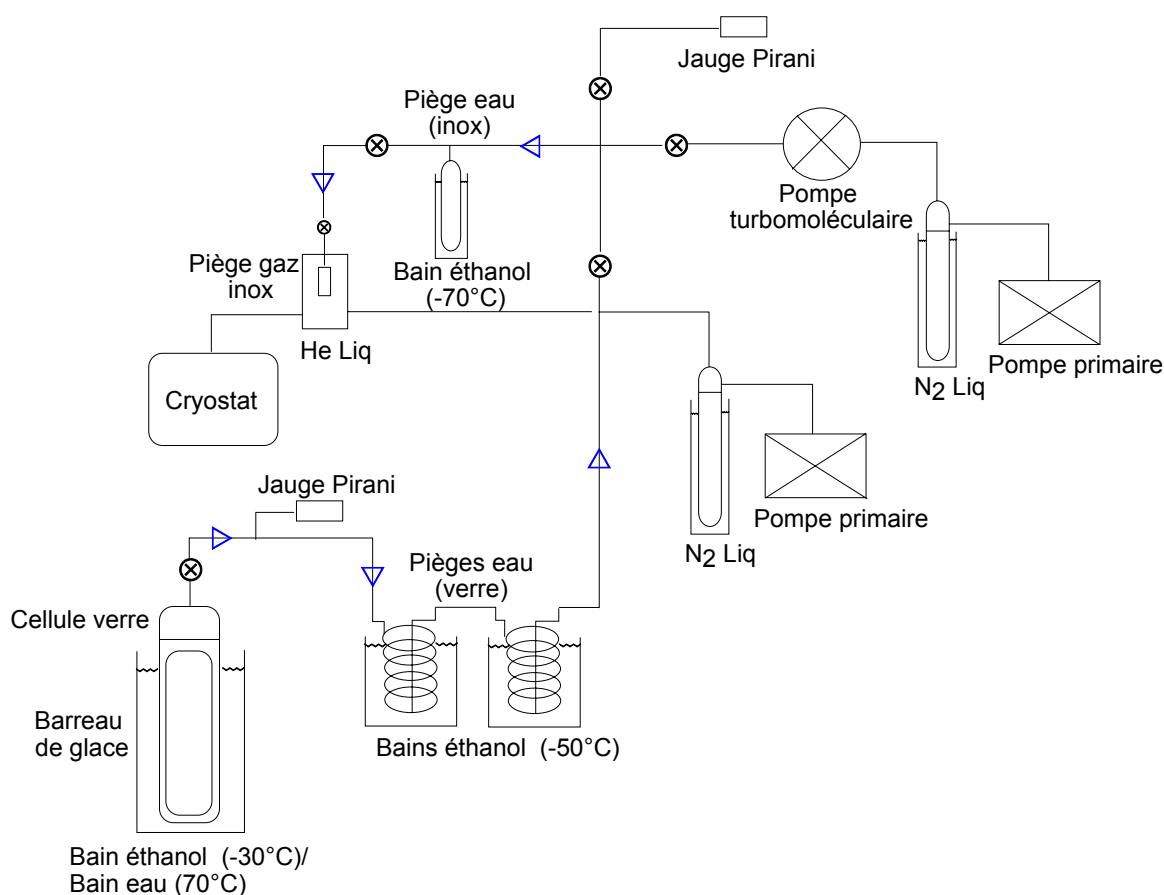 Jauge Pirani
Piège eau
(inox)
Pompe
turbomoléculaire
Piège gaz
inox
Bain éthanol
(-70°C)
He Liq
Pompe primaire
N2 Liq
Cryostat
Jauge Pirani
Pompe primaire
N2 Liq
Pièges eau
(verre)
Cellule verre
Barreau
de glace
Bains éthanol (-50°C)
Bain éthanol (-30°C)/
Bain eau (70°C)